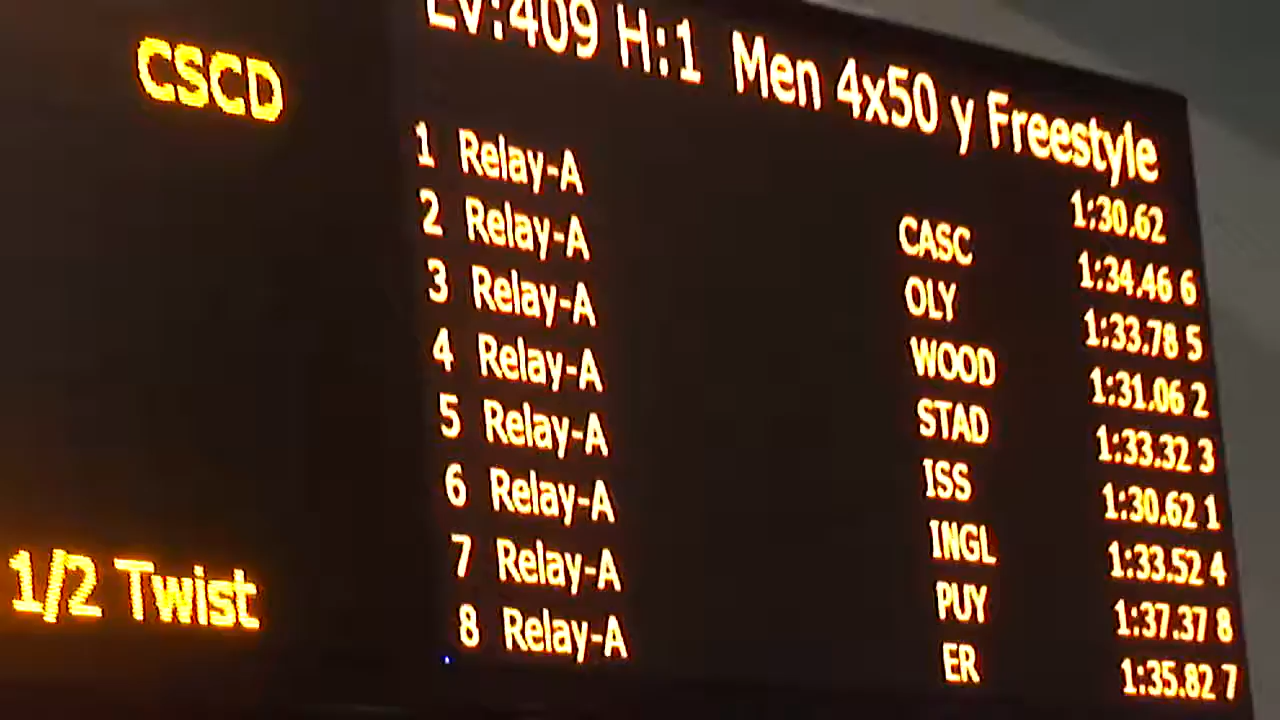 CSCD
Ev:409 H:1 Men 4x50 y Freestyle
1:30.62
1 Relay-A CASC 1:34.46 6
2 Relay-A OLY 1:33.78 5
3 Relay-A WOOD 1:31.06 2
4 Relay-A STAD 1:33.32 3
5 Relay-A ISS 1:30.62 1
6 Relay-A INGL 1:33.52 4
7 Relay-A PUY 1:37.37 8
8 Relay-A ER 1:35.82 7
1/2 Twist